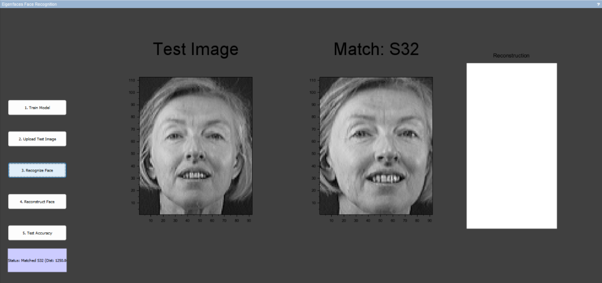 Eigenfaces Face Recognition
Test Image
Match: S32
Reconstruction
1. Train Model
2. Upload Test Image
3. Recognize Face
4. Reconstruct Face
5. Test Accuracy
Status: Matched S32 (Dist: